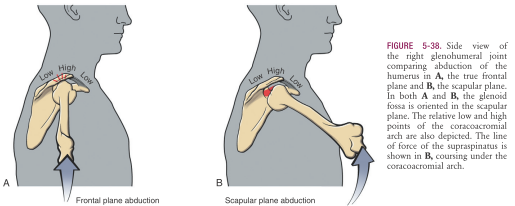 Low High Low
A
Frontal plane abduction
Low High Low
B
Scapular plane abduction
FIGURE 5-38. Side view of
the right glenohumeral joint
comparing abduction of the
humerus in A, the true frontal
plane and B, the scapular plane.
In both A and B, the glenoid
fossa is oriented in the scapular
plane. The relative low and high
points of the coracoacromial
arch are also depicted. The line
of force of the supraspinatus is
shown in B, coursing under the
coracoacromial arch.